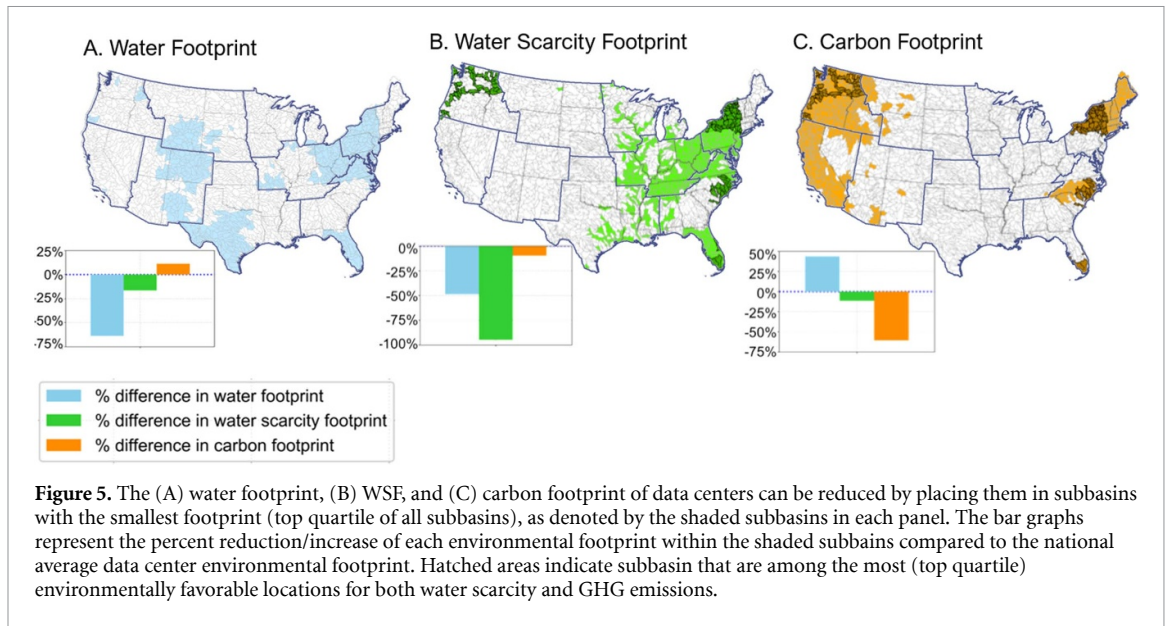 A. Water Footprint
B. Water Scarcity Footprint
C. Carbon Footprint
25%
0%
-25%
-50%
-75%
0%
-25%
-50%
-75%
-100%
50%
25%
0%
-25%
-50%
-75%
% difference in water footprint
% difference in water scarcity footprint
% difference in carbon footprint
Figure 5. The (A) water footprint, (B) WSF, and (C) carbon footprint of data centers can be reduced by placing them in subbasins
with the smallest footprint (top quartile of all subbasins), as denoted by the shaded subbasins in each panel. The bar graphs
represent the percent reduction/increase of each environmental footprint within the shaded subbains compared to the national
average data center environmental footprint. Hatched areas indicate subbasin that are among the most (top quartile)
environmentally favorable locations for both water scarcity and GHG emissions.